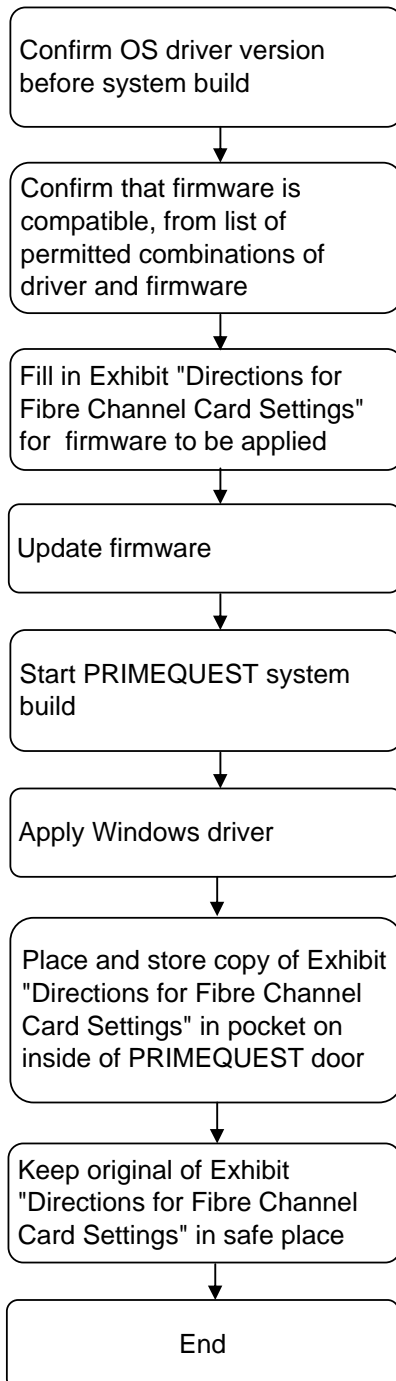 Confirm OS driver version
before system build
Confirm that firmware is
compatible, from list of
permitted combinations of
driver and firmware
Fill in Exhibit "Directions for
Fibre Channel Card Settings"
for  firmware to be applied
Update firmware
Start PRIMEQUEST system
build
Apply Windows driver
Place and store copy of Exhibit
"Directions for Fibre Channel
Card Settings" in pocket on
inside of PRIMEQUEST door
Keep original of Exhibit
"Directions for Fibre Channel
Card Settings" in safe place
End